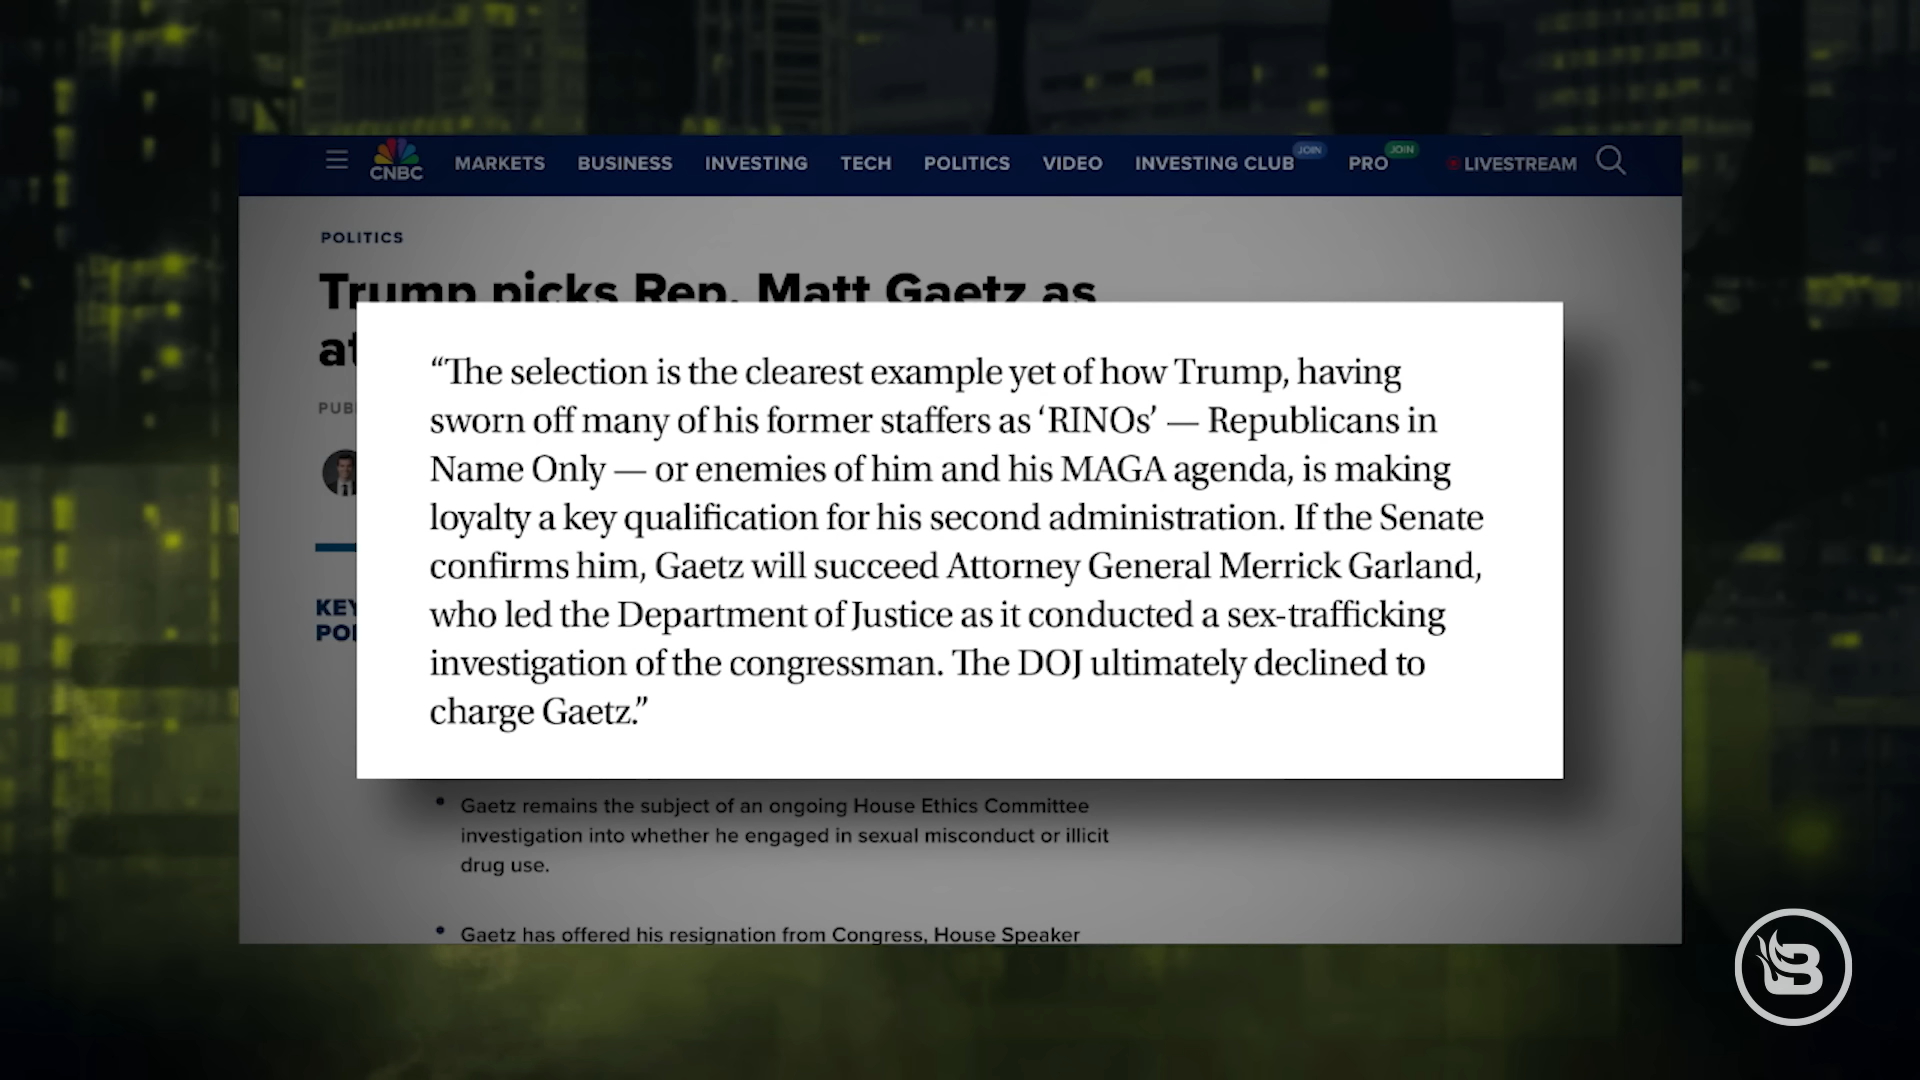 CNBC
MARKETS BUSINESS INVESTING TECH POLITICS VIDEO INVESTING CLUB JOIN PRO JOIN LIVESTREAM
POLITICS
Trump picks Rep. Matt Gaetz as
“The selection is the clearest example yet of how Trump, having
sworn off many of his former staffers as ‘RINOs’ — Republicans in
Name Only — or enemies of him and his MAGA agenda, is making
loyalty a key qualification for his second administration. If the Senate
confirms him, Gaetz will succeed Attorney General Merrick Garland,
who led the Department of Justice as it conducted a sex-trafficking
investigation of the congressman. The DOJ ultimately declined to
charge Gaetz.”
• Gaetz remains the subject of an ongoing House Ethics Committee
investigation into whether he engaged in sexual misconduct or illicit
drug use.
• Gaetz has offered his resignation from Congress, House Speaker
B